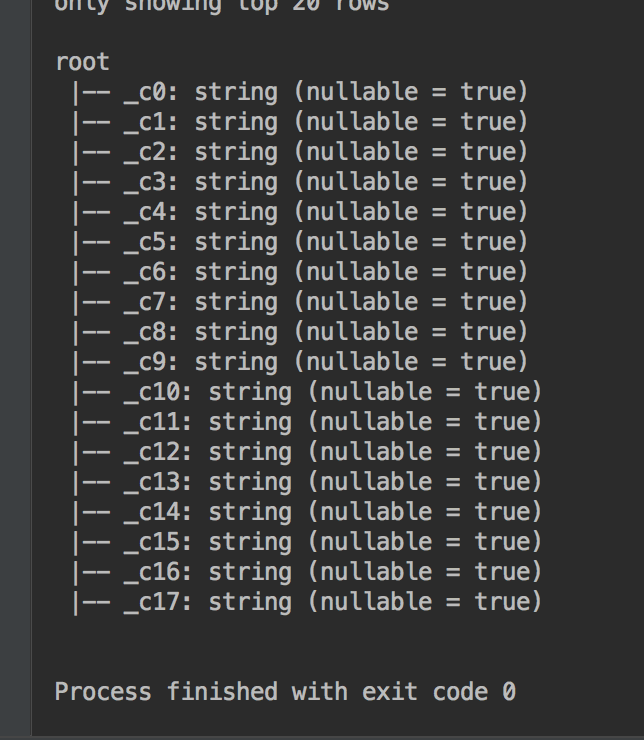 only showing top 20 rows
root
|-- _c0: string (nullable = true)
|-- _c1: string (nullable = true)
|-- _c2: string (nullable = true)
|-- _c3: string (nullable = true)
|-- _c4: string (nullable = true)
|-- _c5: string (nullable = true)
|-- _c6: string (nullable = true)
|-- _c7: string (nullable = true)
|-- _c8: string (nullable = true)
|-- _c9: string (nullable = true)
|-- _c10: string (nullable = true)
|-- _c11: string (nullable = true)
|-- _c12: string (nullable = true)
|-- _c13: string (nullable = true)
|-- _c14: string (nullable = true)
|-- _c15: string (nullable = true)
|-- _c16: string (nullable = true)
|-- _c17: string (nullable = true)
Process finished with exit code 0